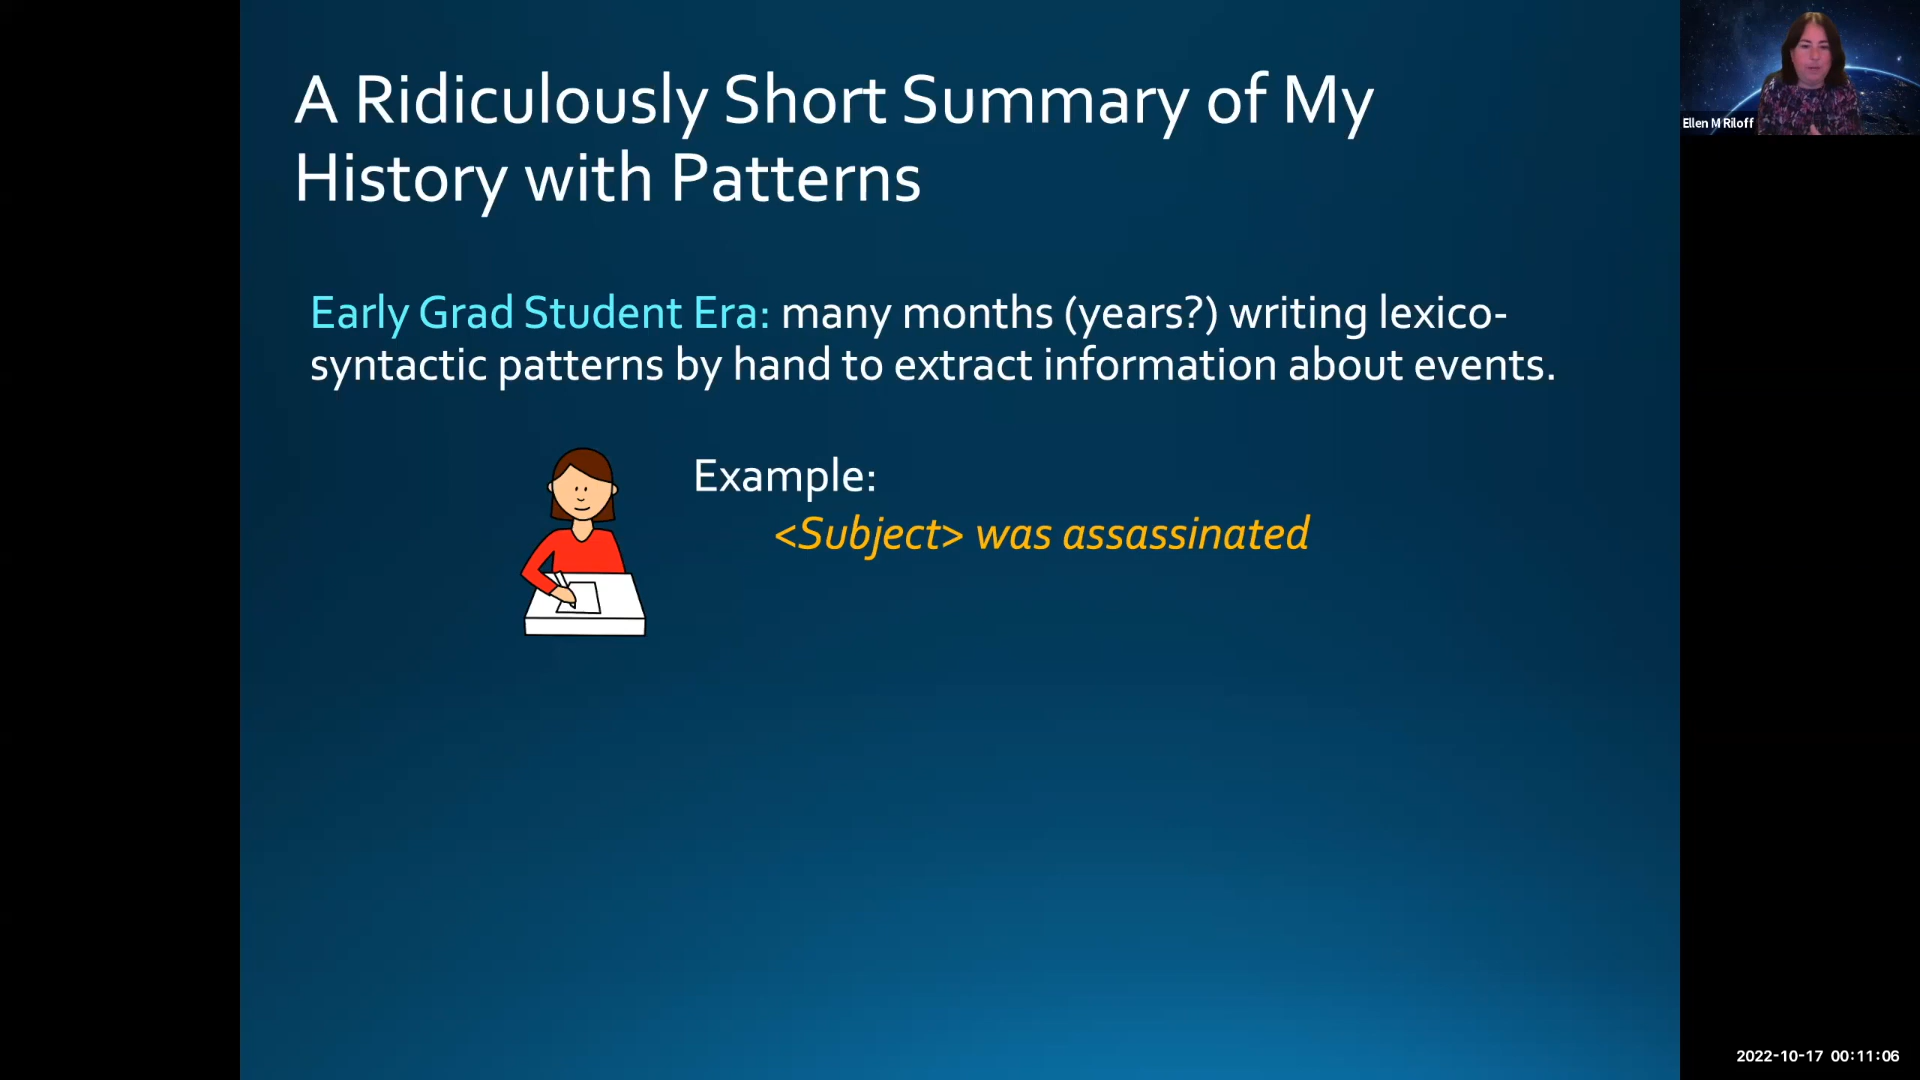 A Ridiculously Short Summary of My
History with Patterns
Ellen M Riloff
Early Grad Student Era: many months (years?) writing lexico-
syntactic patterns by hand to extract information about events.
Example:
<Subject> was assassinated
2022-10-17 00:11:06